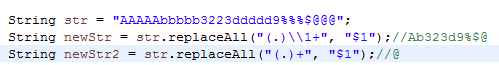 String str = "AAAAAbbbbb3223ddddd9%%%$@@@";
String newStr = str.replaceAll("(.)\\1+", "$1");//Ab323d9%$@
String newStr2 = str.replaceAll("(.)+", "$1");//@